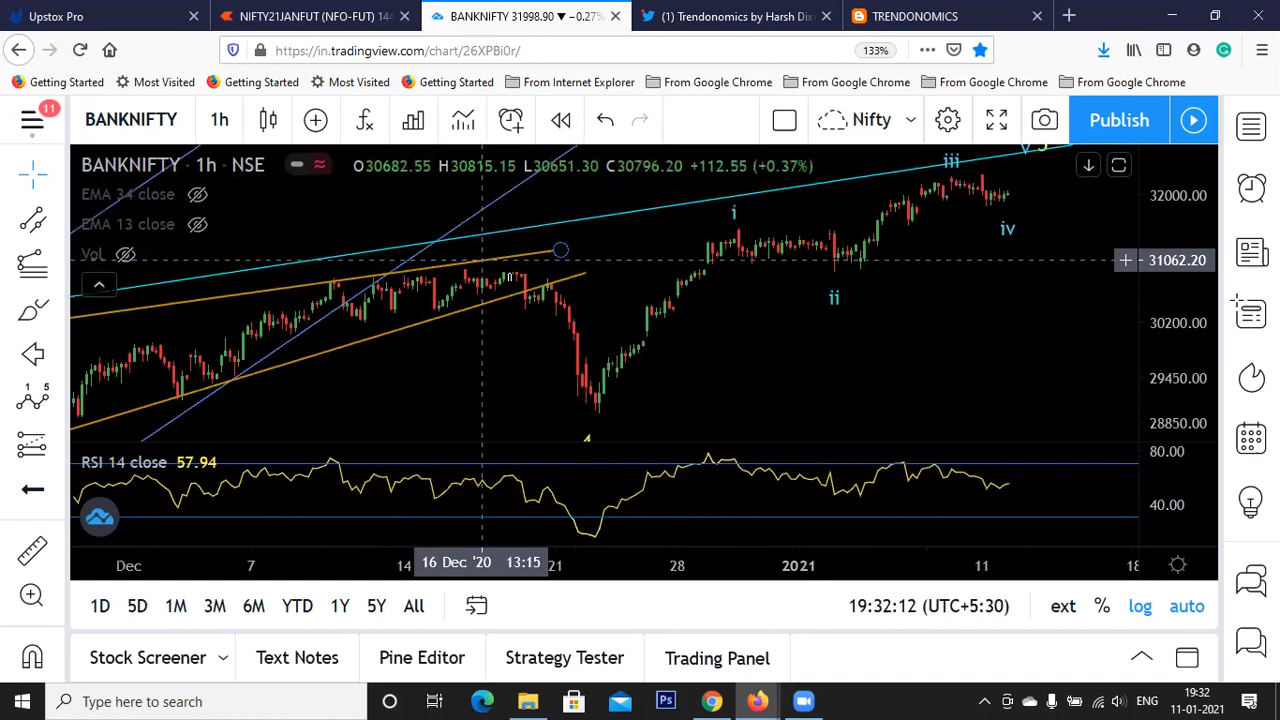 Upstox Pro
NIFTY21JANFUT (NFO-FUT) 144
BANKNIFTY 31998.90 ▼ −0.27%
(1) Trendonomics by Harsh Dix
TRENDONOMICS
https://in.tradingview.com/chart/26XPBi0r/
133%
Getting Started
Most Visited
Getting Started
Most Visited
Getting Started
From Internet Explorer
From Google Chrome
From Google Chrome
From Google Chrome
From Google Chrome
11
BANKNIFTY
1h
Nifty
Publish
BANKNIFTY · 1h · NSE
O30682.55 H30815.15 L30651.30 C30796.20 +112.55 (+0.37%)
EMA 34 close
EMA 13 close
Vol
i
ii
iii
iv
v 5
4
32000.00
31062.20
30200.00
29450.00
28850.00
RSI 14 close 57.94
80.00
40.00
Dec
7
14
16 Dec '20 13:15
21
28
2021
11
18
1D
5D
1M
3M
6M
YTD
1Y
5Y
All
19:32:12 (UTC+5:30)
ext
%
log
auto
Stock Screener
Text Notes
Pine Editor
Strategy Tester
Trading Panel
Type here to search
ENG
19:32
11-01-2021